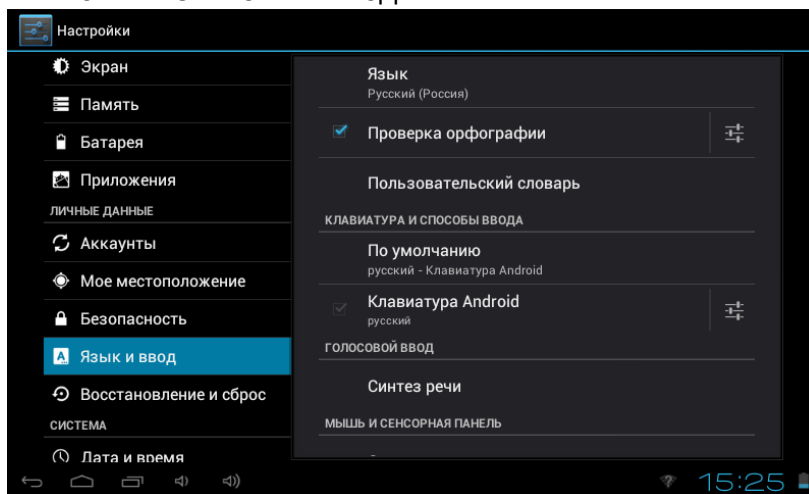 Настройки
Экран
Память
Батарея
Приложения
ЛИЧНЫЕ ДАННЫЕ
Аккаунты
Мое местоположение
Безопасность
Язык и ввод
Восстановление и сброс
СИСТЕМА
Дата и время
Язык
Русский (Россия)
Проверка орфографии
Пользовательский словарь
КЛАВИАТУРА И СПОСОБЫ ВВОДА
По умолчанию
русский - Клавиатура Android
Клавиатура Android
русский
ГОЛОСОВОЙ ВВОД
Синтез речи
МЫШЬ И СЕНСОРНАЯ ПАНЕЛЬ
15:25